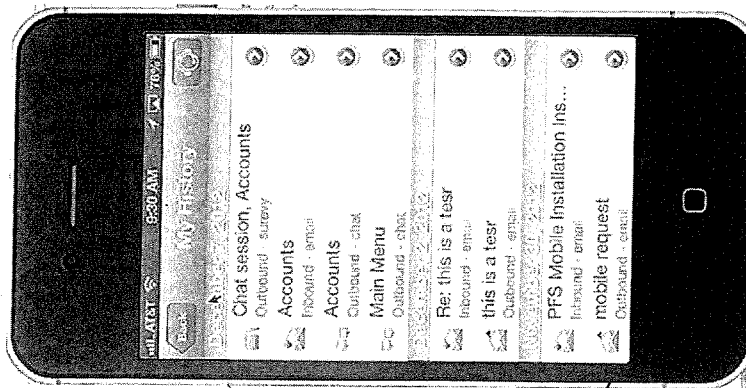 AT&T 8:20 AM 76%
Back My History
Chat session, Accounts
Outbound - survey
Accounts
Inbound - email
Accounts
Outbound - chat
Main Menu
Outbound - chat
Re: this is a tesr
Inbound - email
this is a tesr
Outbound - email
PFS Mobile Installation Ins...
Inbound - email
mobile request
Outbound - email